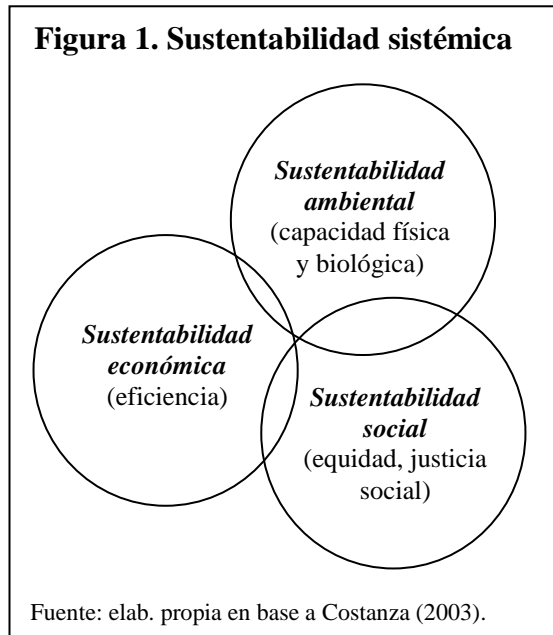 Figura 1. Sustentabilidad sistémica
Sustentabilidad
ambiental
(capacidad física
y biológica)
Sustentabilidad
económica
(eficiencia)
Sustentabilidad
social
(equidad, justicia
social)
Fuente: elab. propia en base a Costanza (2003).